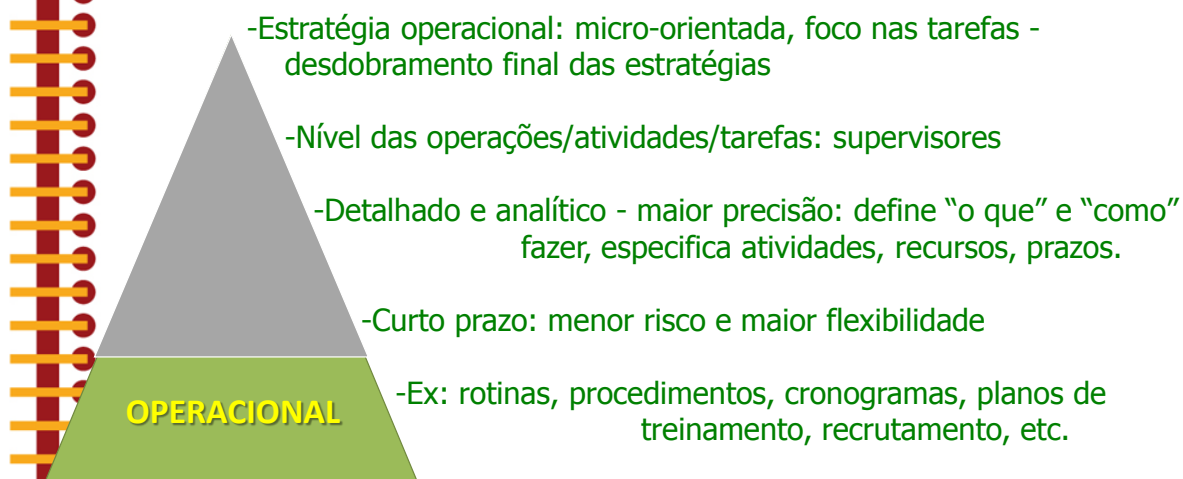 -Estratégia operacional: micro-orientada, foco nas tarefas -
desdobramento final das estratégias
-Nível das operações/atividades/tarefas: supervisores
-Detalhado e analítico - maior precisão: define “o que” e “como”
fazer, especifica atividades, recursos, prazos.
-Curto prazo: menor risco e maior flexibilidade
-Ex: rotinas, procedimentos, cronogramas, planos de
treinamento, recrutamento, etc.
OPERACIONAL